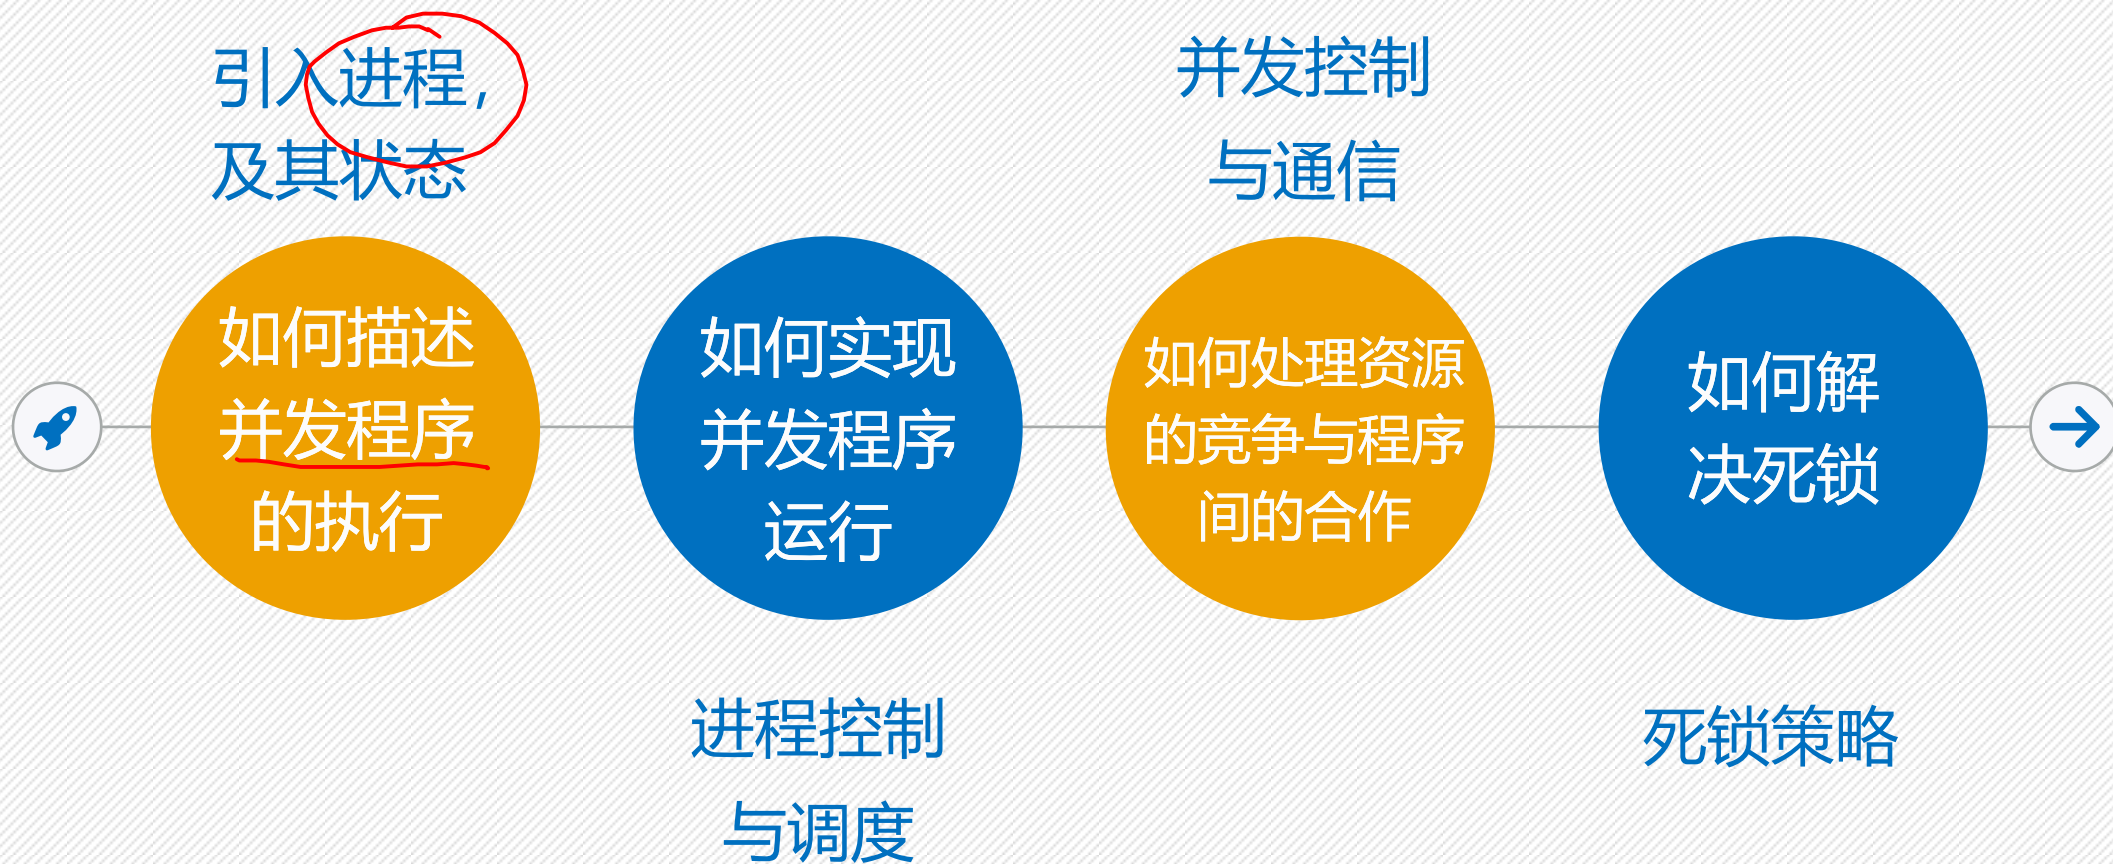 引入进程，
及其状态
如何描述
并发程序
的执行
如何实现
并发程序
运行
进程控制
与调度
并发控制
与通信
如何处理资源
的竞争与程序
间的合作
如何解
决死锁
死锁策略